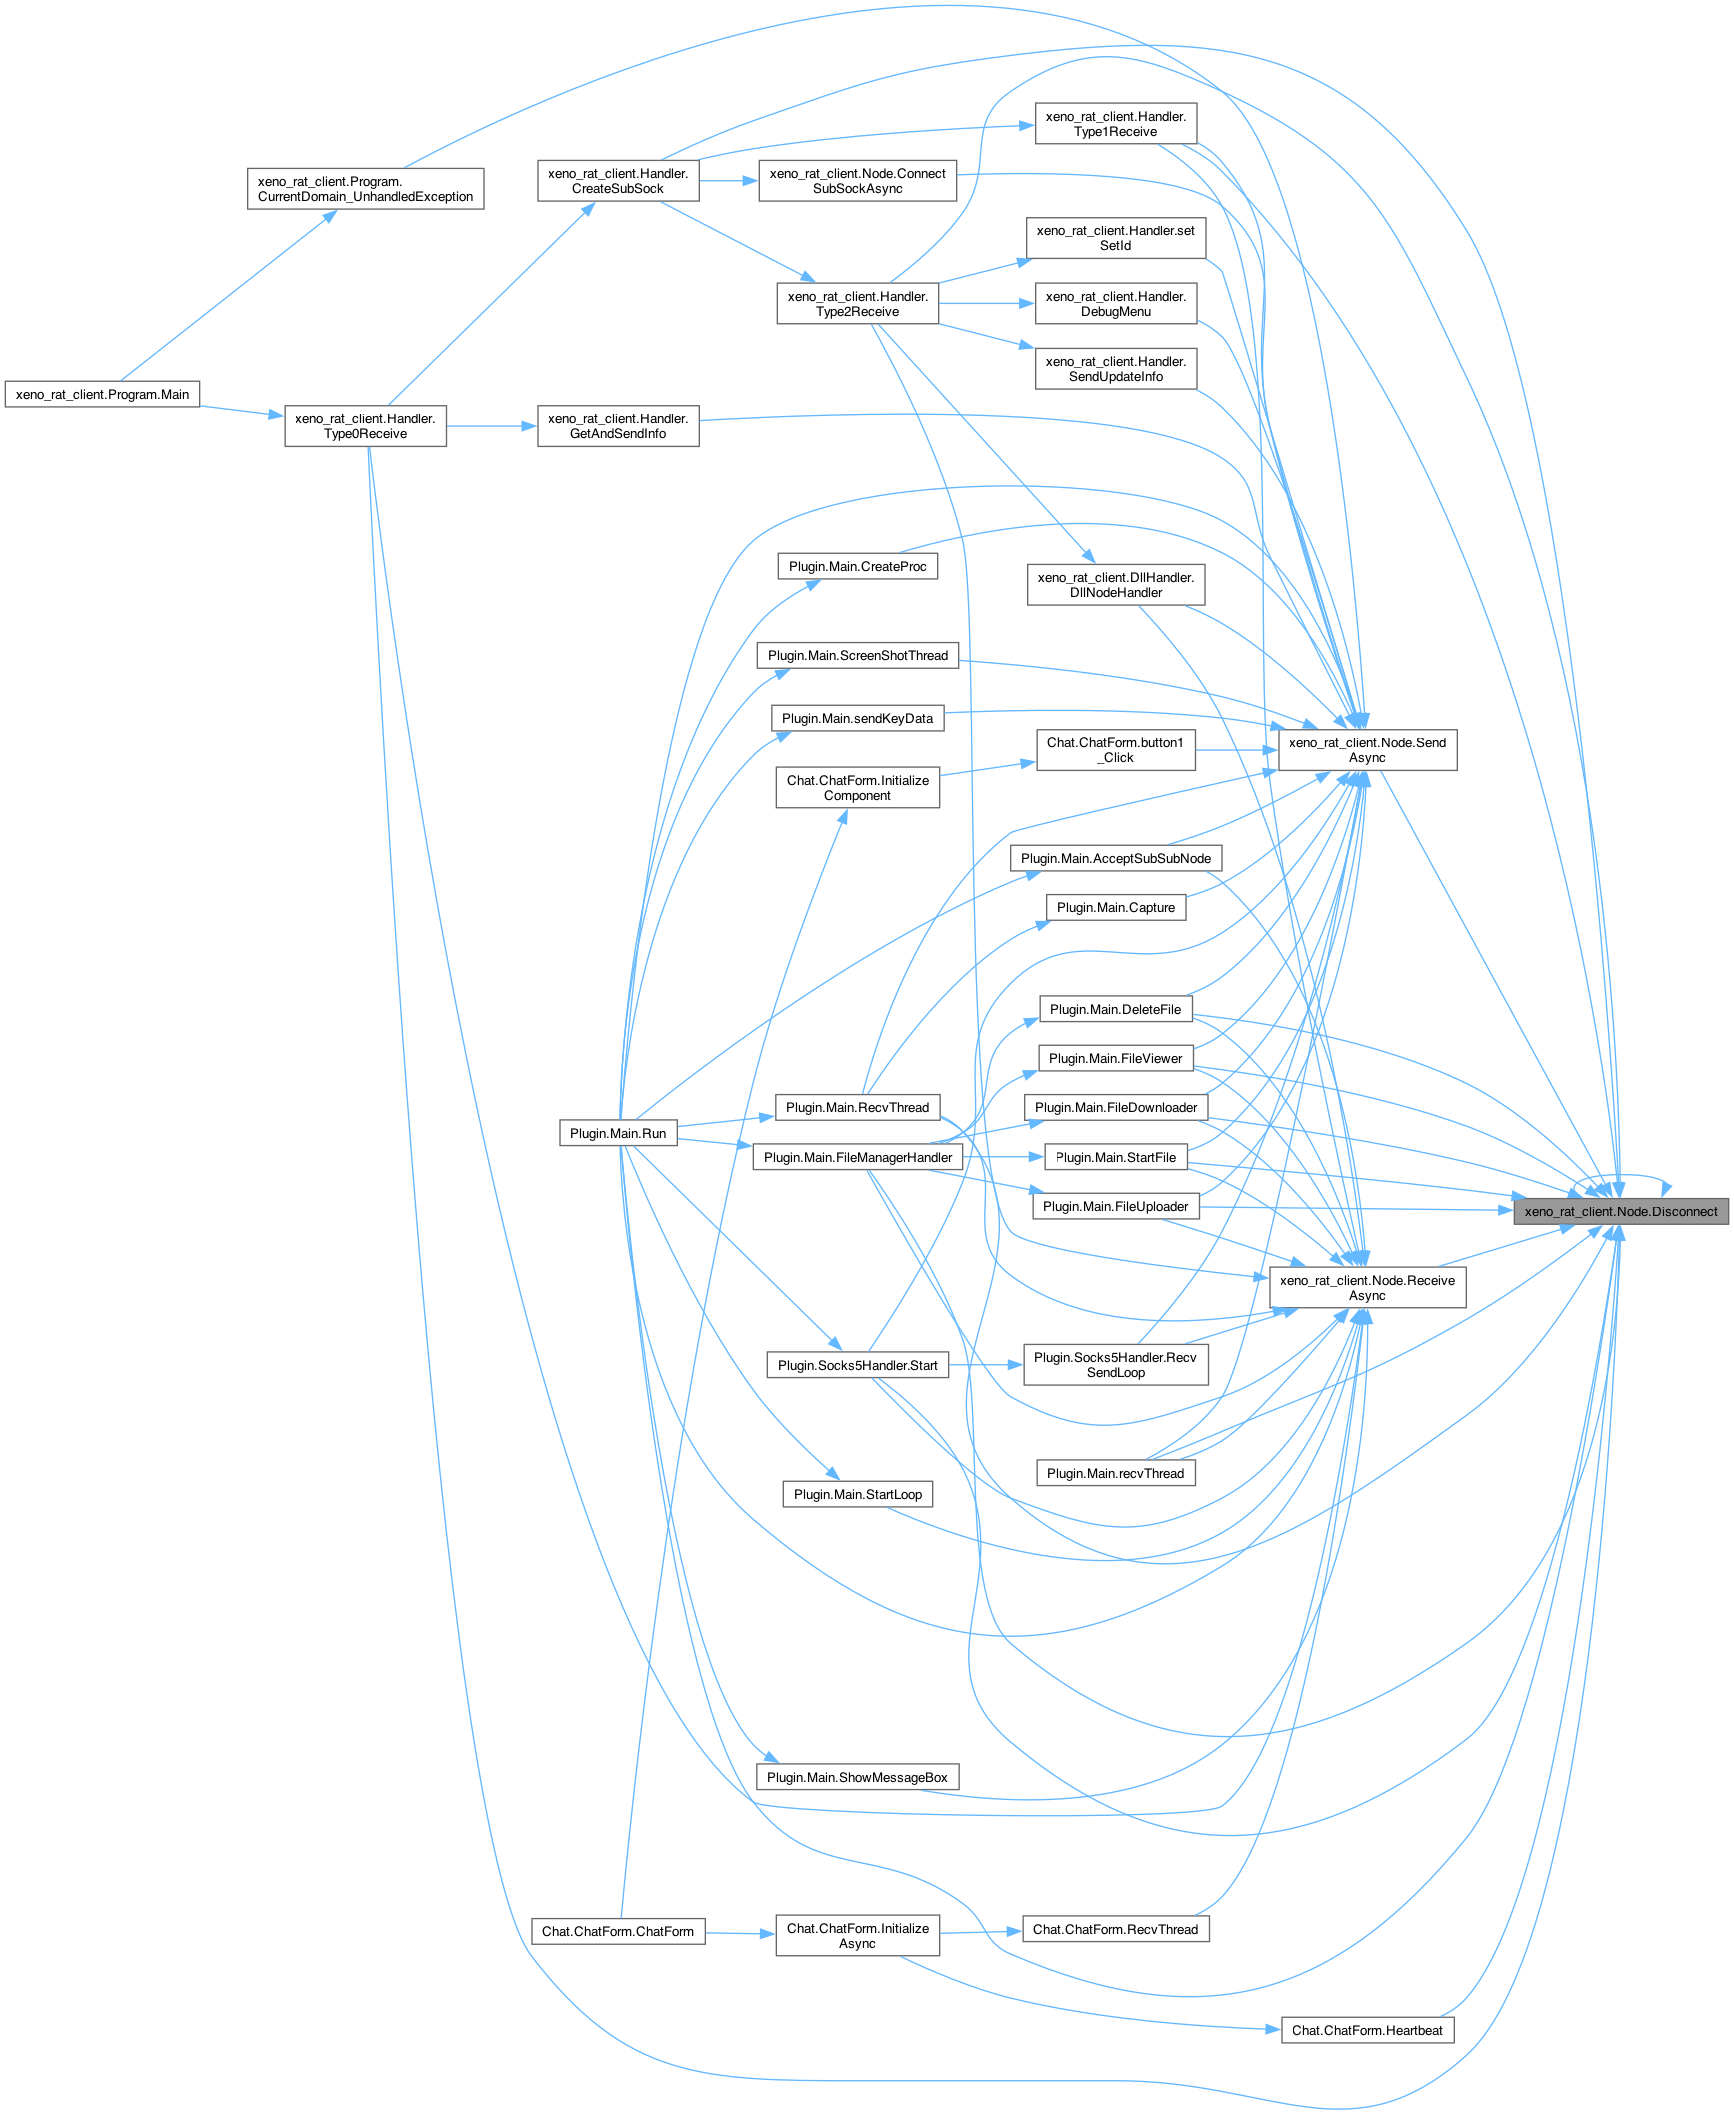 xeno_rat_client.Handler.
Type1Receive
xeno_rat_client.Program.
CurrentDomain_UnhandledException
xeno_rat_client.Handler.
CreateSubSock
xeno_rat_client.Node.Connect
SubSockAsync
xeno_rat_client.Handler.set
SetId
xeno_rat_client.Handler.
Type2Receive
xeno_rat_client.Handler.
DebugMenu
xeno_rat_client.Handler.
SendUpdateInfo
xeno_rat_client.Program.Main
xeno_rat_client.Handler.
Type0Receive
xeno_rat_client.Handler.
GetAndSendInfo
Plugin.Main.CreateProc
xeno_rat_client.DllHandler.
DllNodeHandler
Plugin.Main.ScreenShotThread
Plugin.Main.sendKeyData
Chat.ChatForm.button1
_Click
xeno_rat_client.Node.Send
Async
Chat.ChatForm.Initialize
Component
Plugin.Main.AcceptSubSubNode
Plugin.Main.Capture
Plugin.Main.DeleteFile
Plugin.Main.FileViewer
Plugin.Main.RecvThread
Plugin.Main.FileDownloader
Plugin.Main.Run
Plugin.Main.FileManagerHandler
Plugin.Main.StartFile
Plugin.Main.FileUploader
xeno_rat_client.Node.Disconnect
xeno_rat_client.Node.Receive
Async
Plugin.Socks5Handler.Start
Plugin.Socks5Handler.Recv
SendLoop
Plugin.Main.recvThread
Plugin.Main.StartLoop
Plugin.Main.ShowMessageBox
Chat.ChatForm.ChatForm
Chat.ChatForm.Initialize
Async
Chat.ChatForm.RecvThread
Chat.ChatForm.Heartbeat